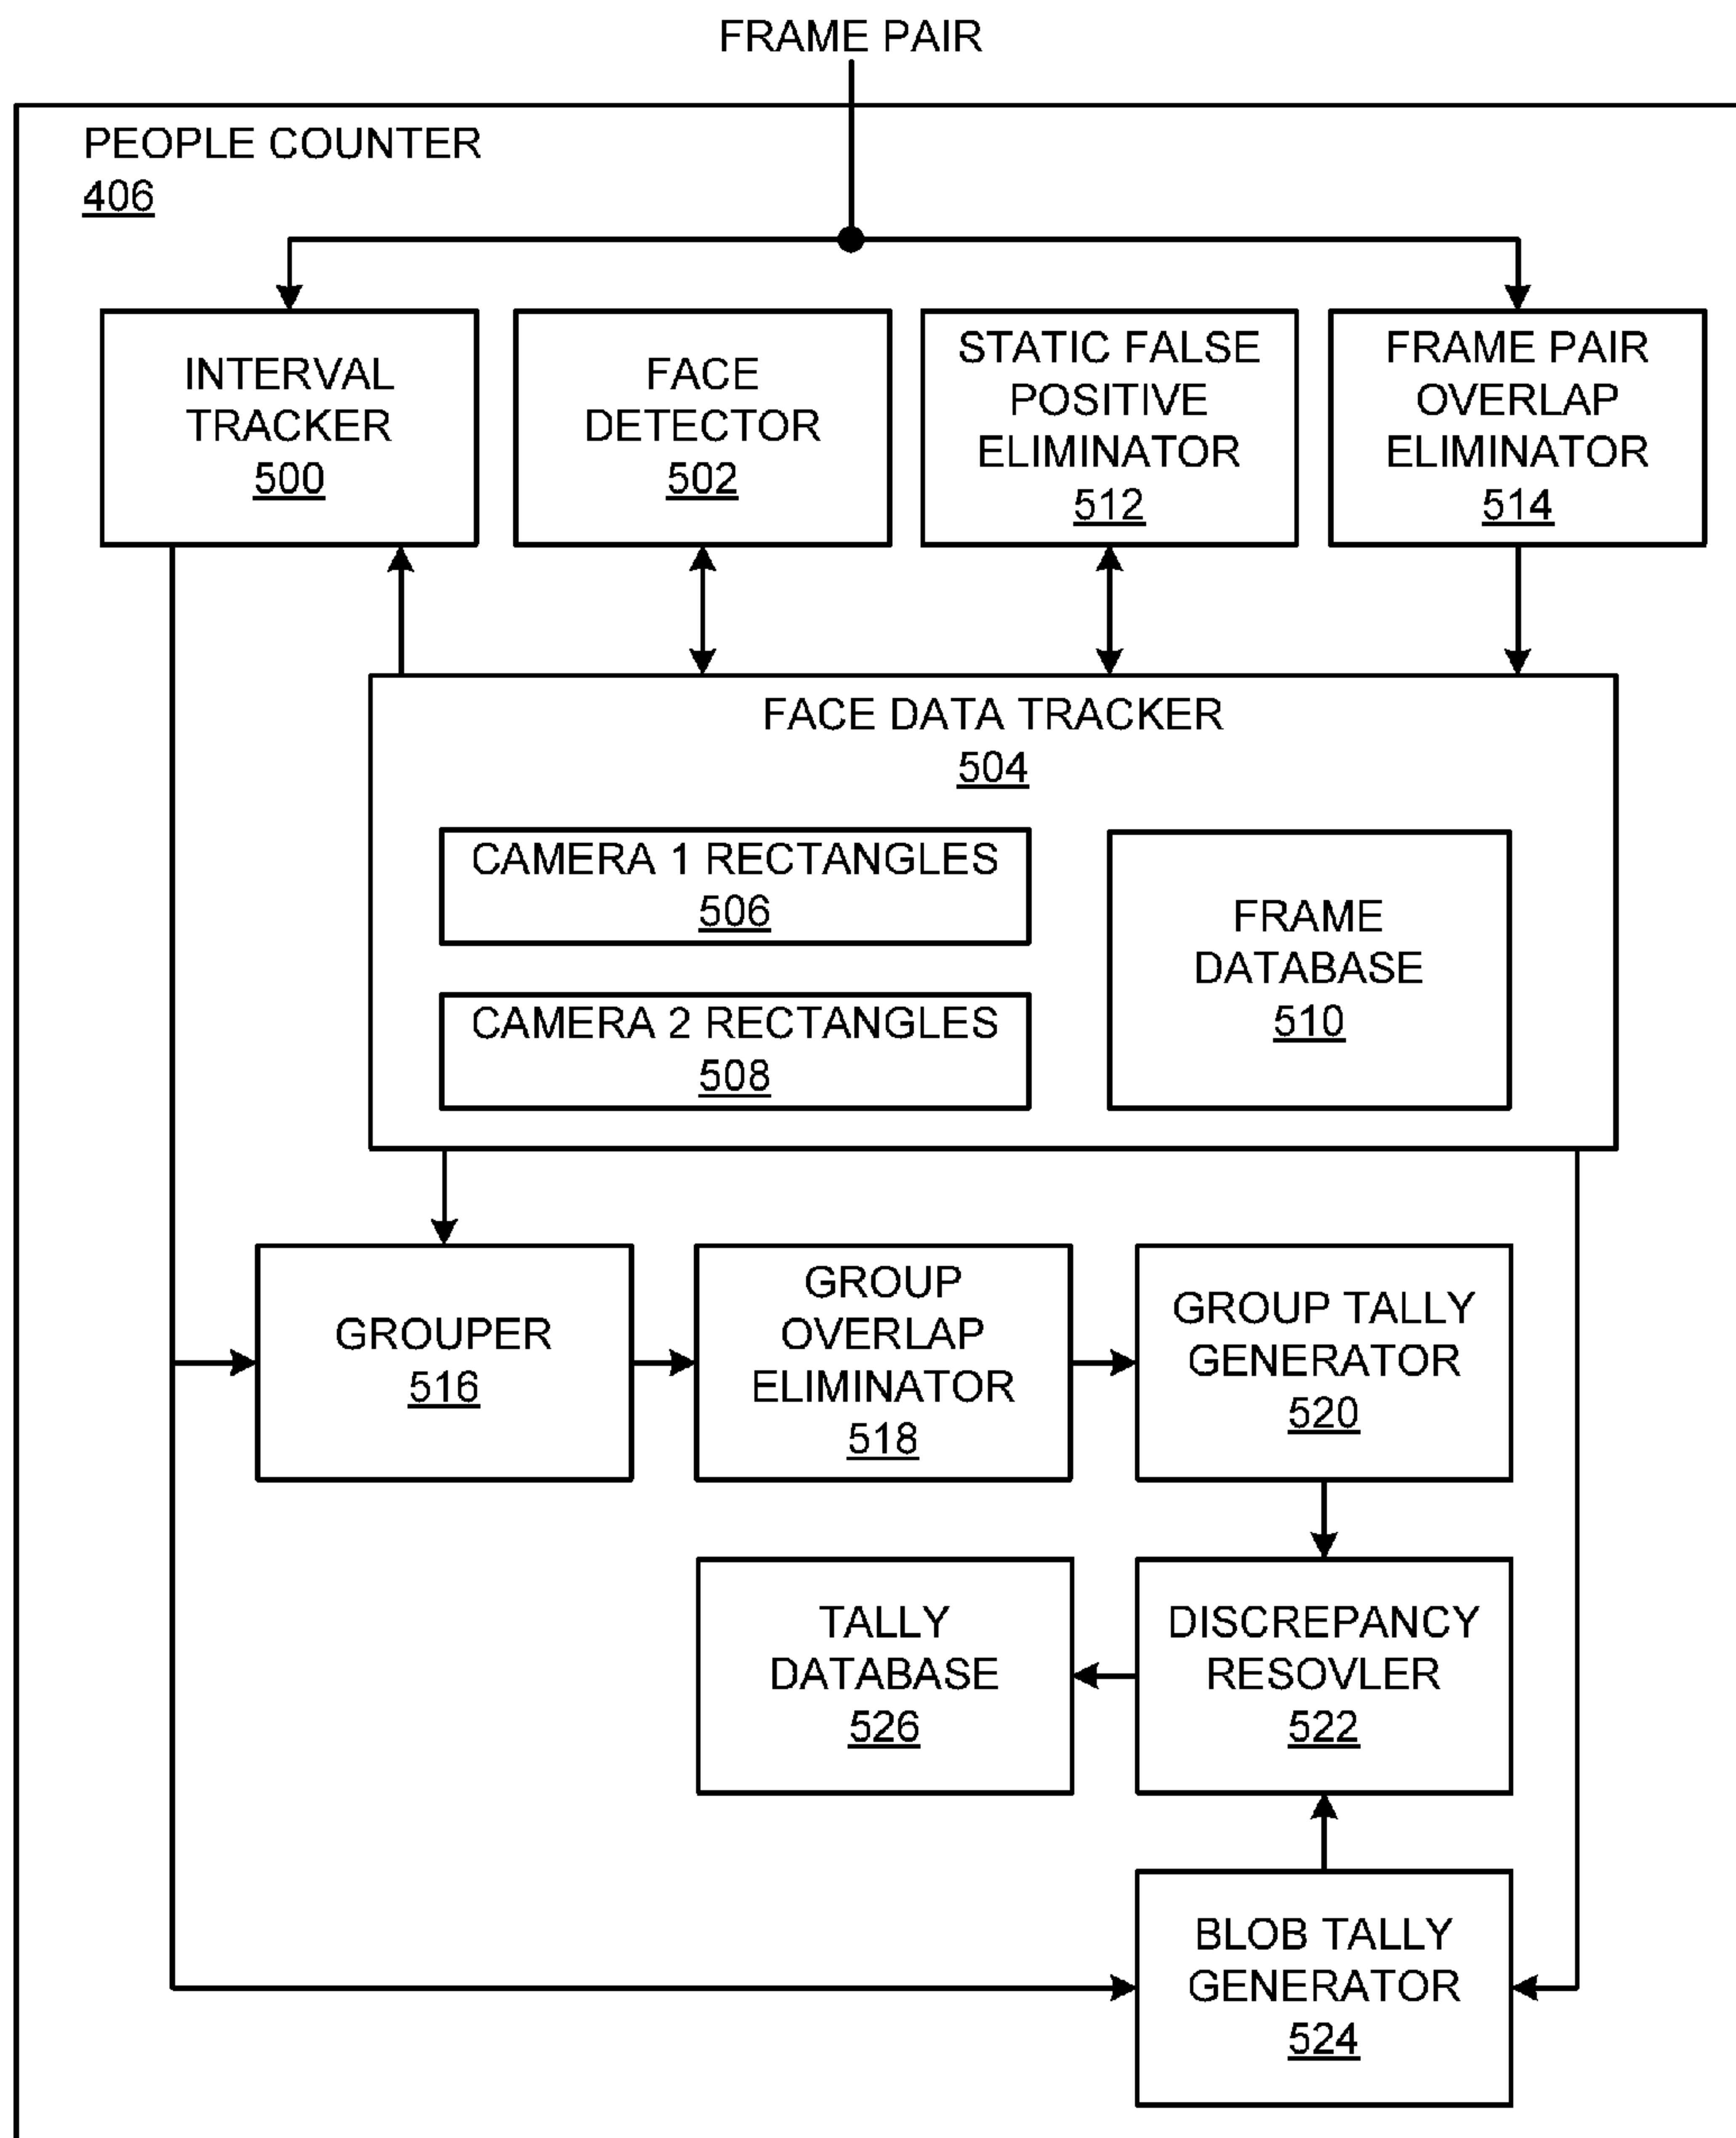 FRAME PAIR
PEOPLE COUNTER
406
INTERVAL
TRACKER
500
FACE
DETECTOR
502
STATIC FALSE
POSITIVE
ELIMINATOR
512
FRAME PAIR
OVERLAP
ELIMINATOR
514
FACE DATA TRACKER
504
CAMERA 1 RECTANGLES
506
CAMERA 2 RECTANGLES
508
FRAME
DATABASE
510
GROUPER
516
GROUP
OVERLAP
ELIMINATOR
518
GROUP TALLY
GENERATOR
520
TALLY
DATABASE
526
DISCREPANCY
RESOVLER
522
BLOB TALLY
GENERATOR
524